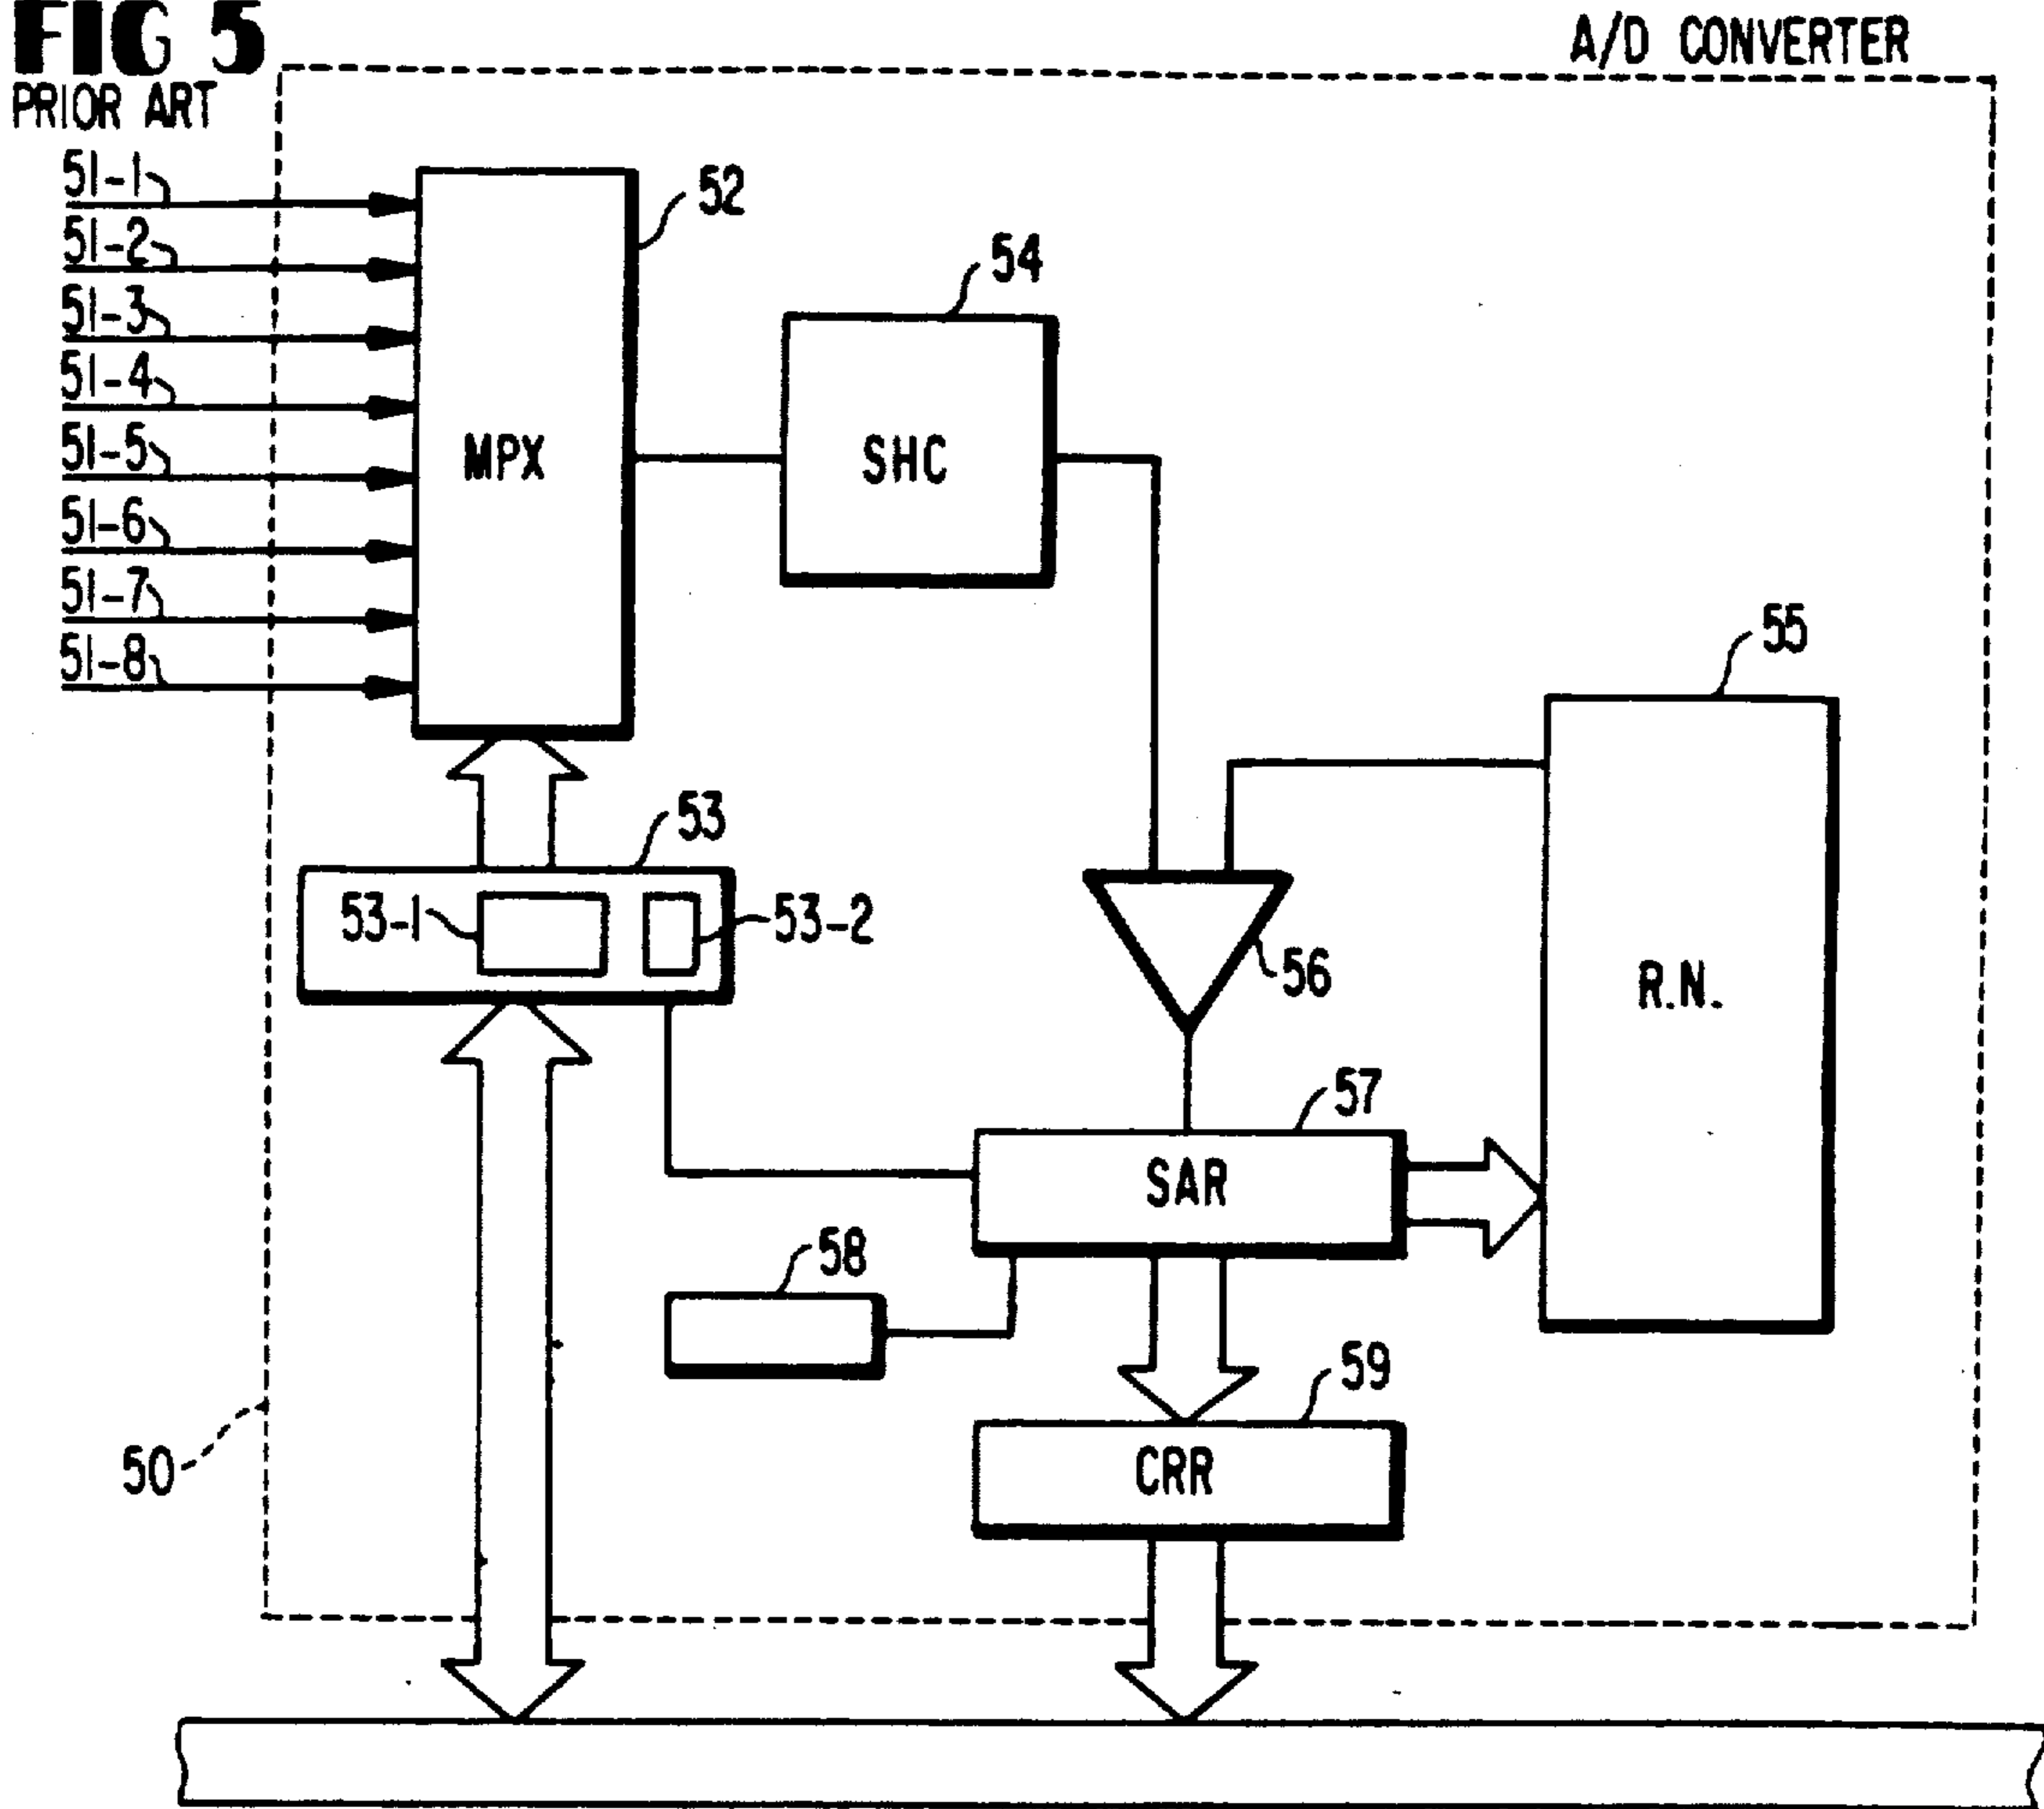 FIG 5
PRIOR ART
A/D CONVERTER
51-1
51-2
51-3
51-4
51-5
51-6
51-7
51-8
52
MPX
54
SHC
55
R.N.
53
53-1
53-2
56
57
SAR
58
59
CRR
50